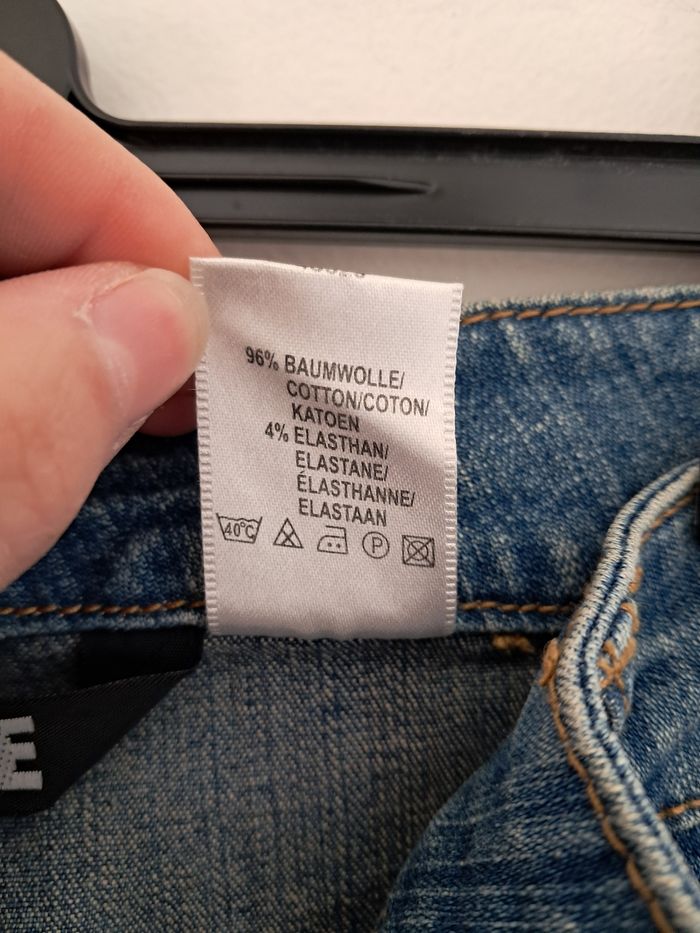 96% BAUMWOLLE/
COTTON/COTON/
KATOEN
4% ELASTHAN/
ELASTANE/
ÉLASTHANNE/
ELASTAAN
40°C P
E